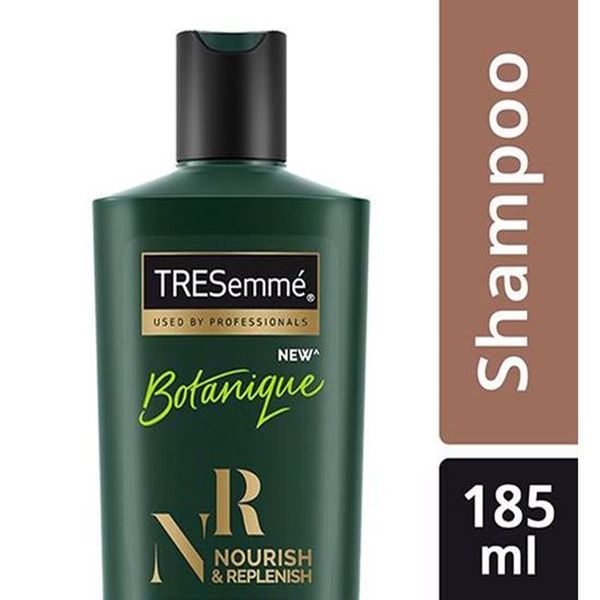 TRESemmé®
USED BY PROFESSIONALS
NEW^
Botanique
NR
NOURISH
& REPLENISH
Shampoo
185
ml